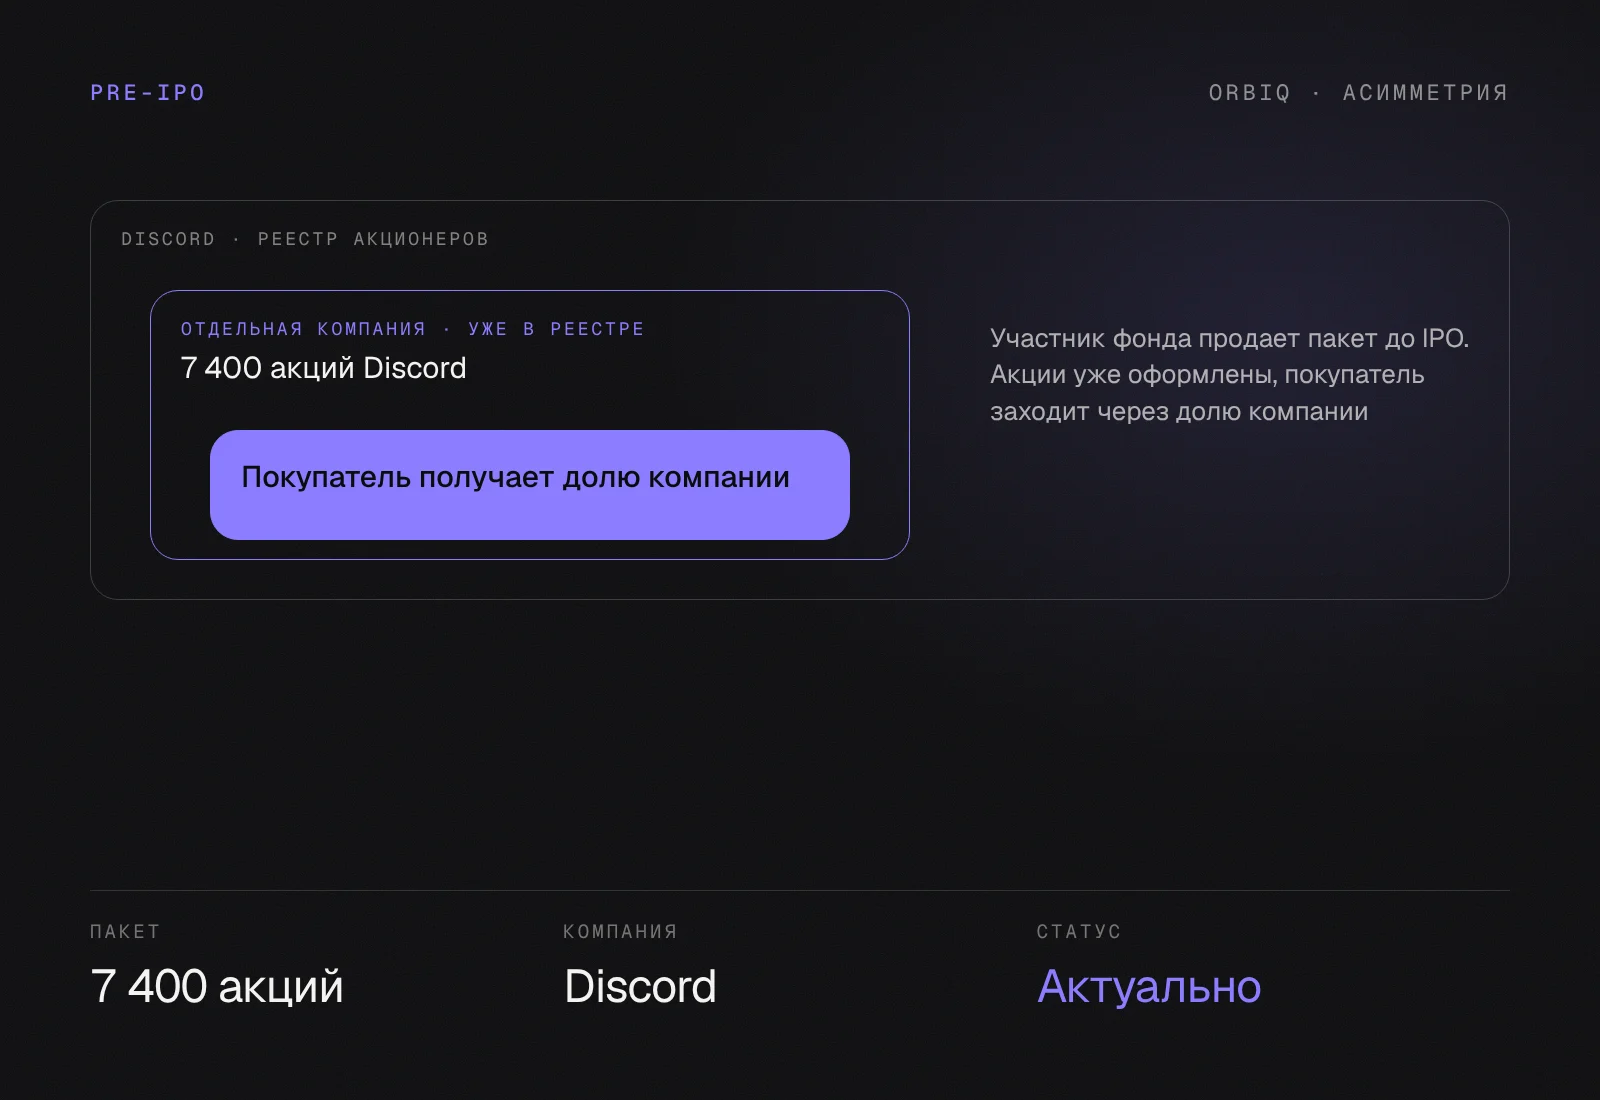 PRE-IPO
ORBIQ · АСИММЕТРИЯ
DISCORD · РЕЕСТР АКЦИОНЕРОВ
ОТДЕЛЬНАЯ КОМПАНИЯ · УЖЕ В РЕЕСТРЕ
7 400 акций Discord
Покупатель получает долю компании
Участник фонда продает пакет до IPO.
Акции уже оформлены, покупатель
заходит через долю компании
ПАКЕТ
7 400 акций
КОМПАНИЯ
Discord
СТАТУС
Актуально